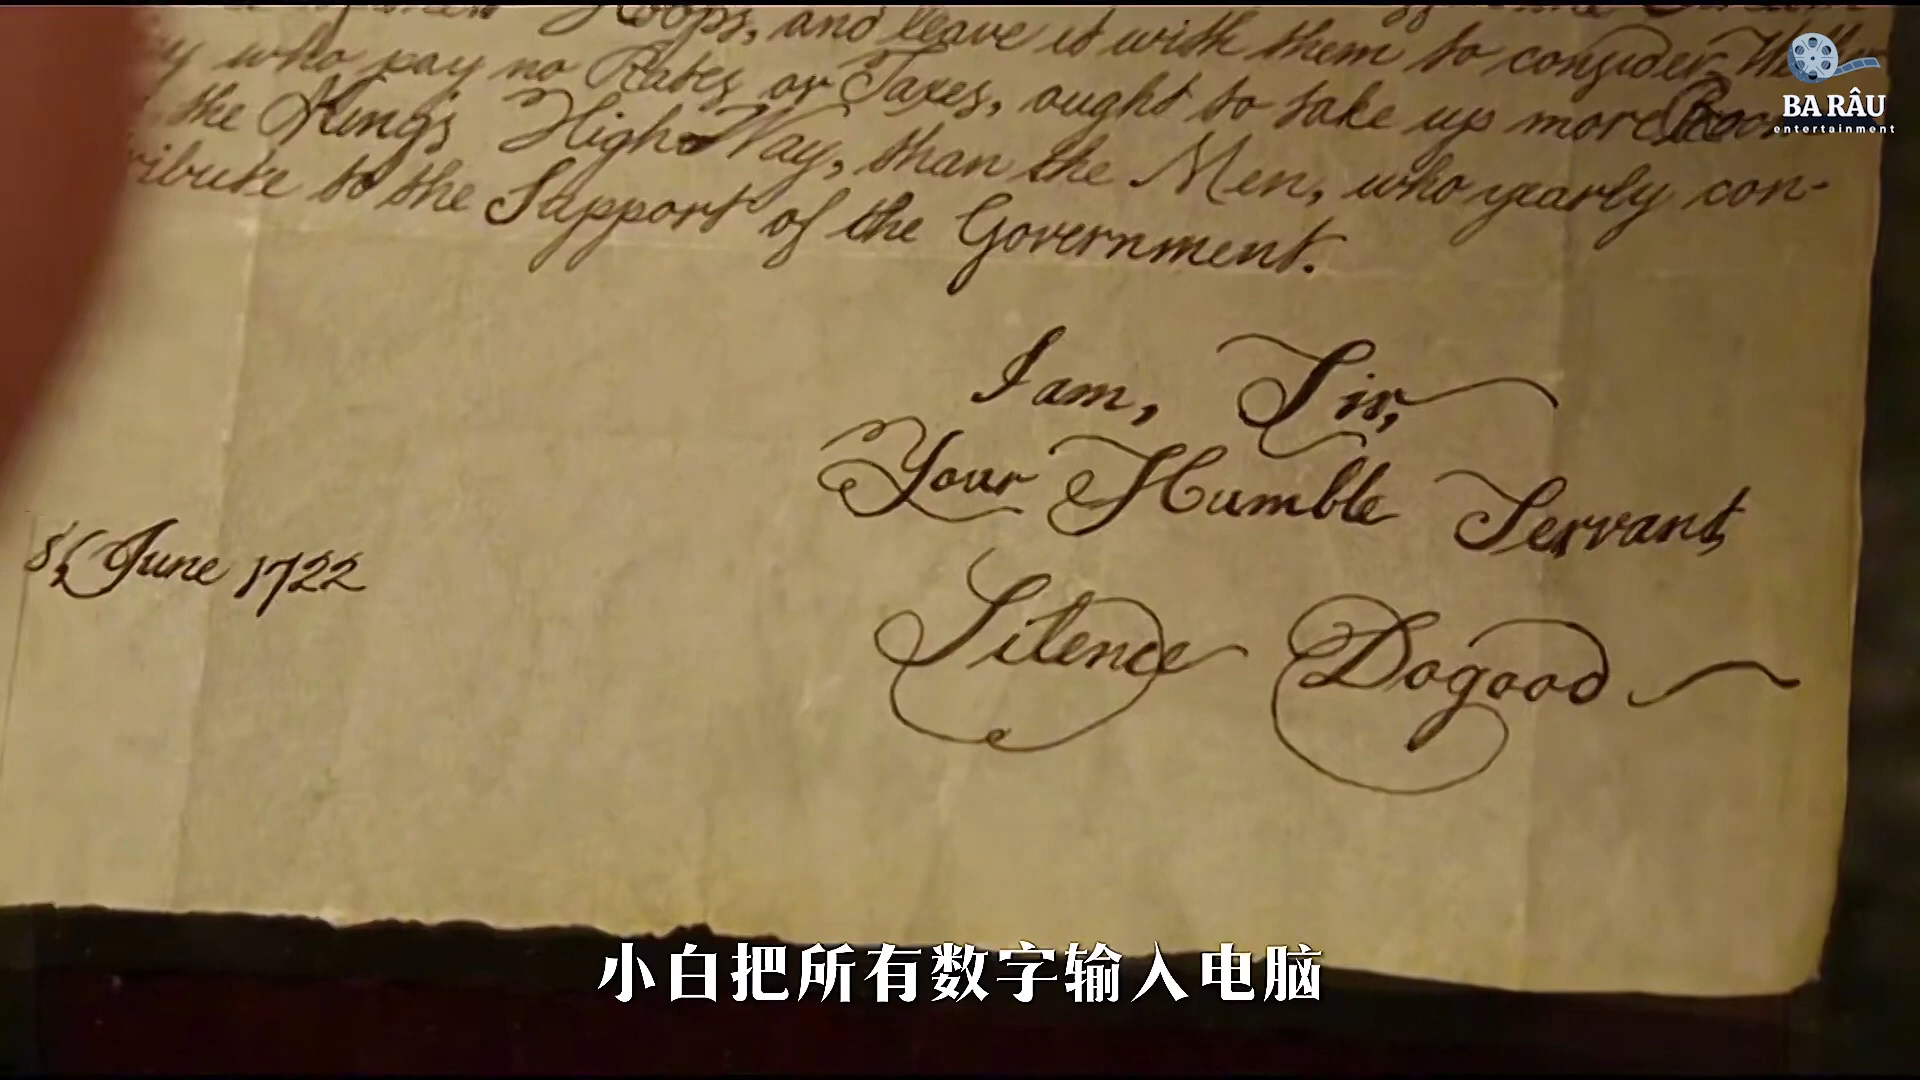 Hoops, and leave it with them to consider,
who pay no Rates or Taxes, ought to take up more Room
the King's High Way, than the Men, who yearly con-
ribute to the Support of the Government.
I am, Sir,
Your Humble Servant,
Silence Dogood
June 1722
BA RÂU
entertainment
小白把所有数字输入电脑